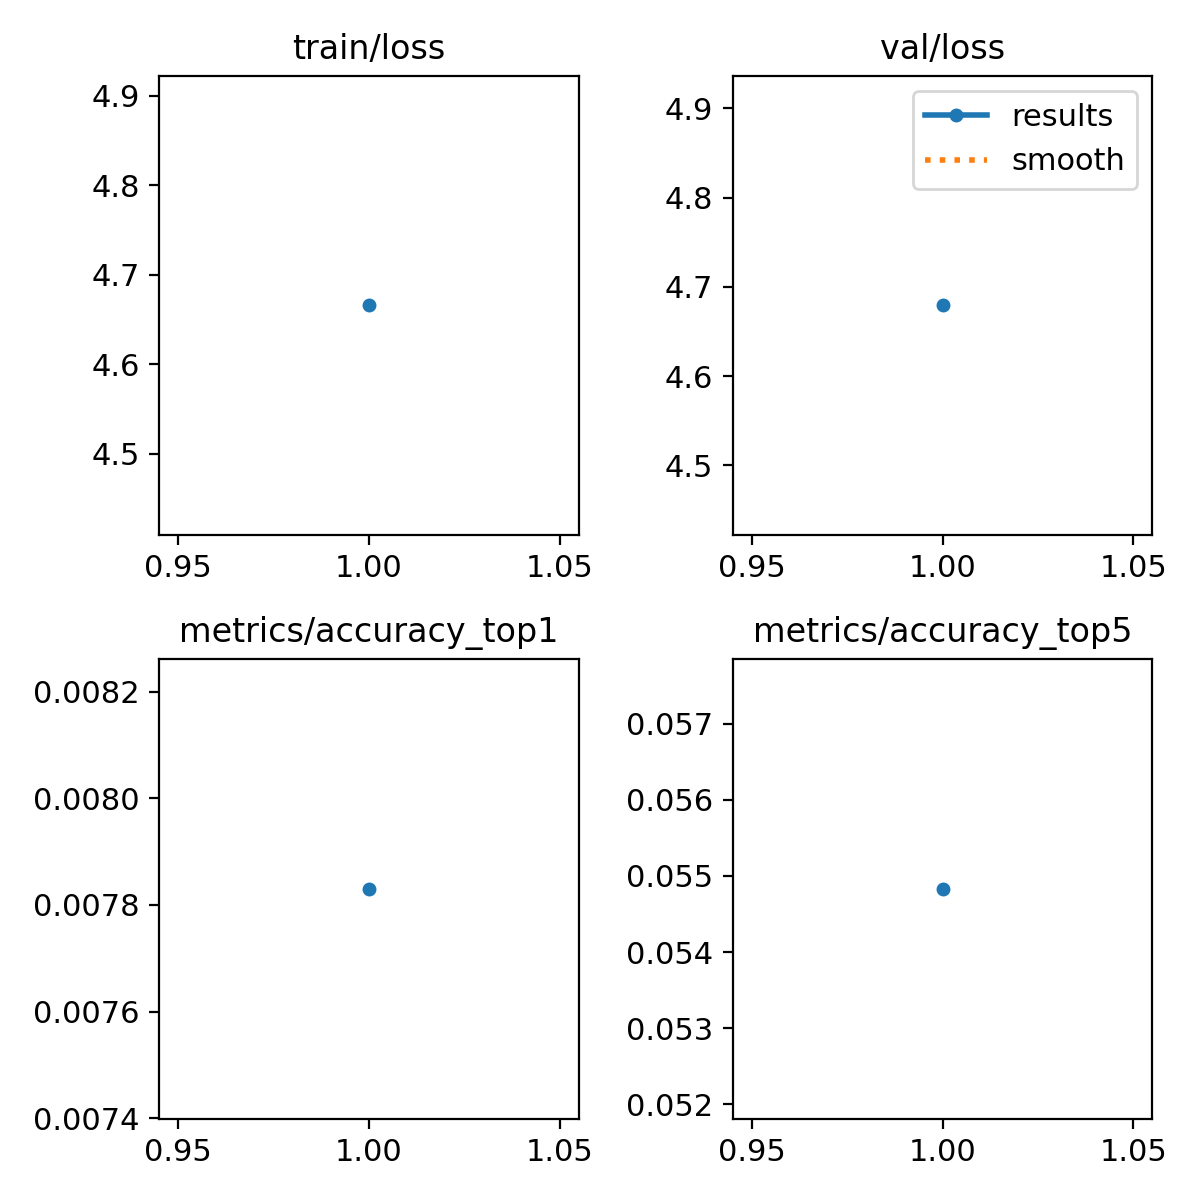 train/loss
4.9
4.8
4.7
4.6
4.5
0.95 1.00 1.05
val/loss
results
smooth
4.9
4.8
4.7
4.6
4.5
0.95 1.00 1.05
metrics/accuracy_top1
0.0082
0.0080
0.0078
0.0076
0.0074
0.95 1.00 1.05
metrics/accuracy_top5
0.057
0.056
0.055
0.054
0.053
0.052
0.95 1.00 1.05